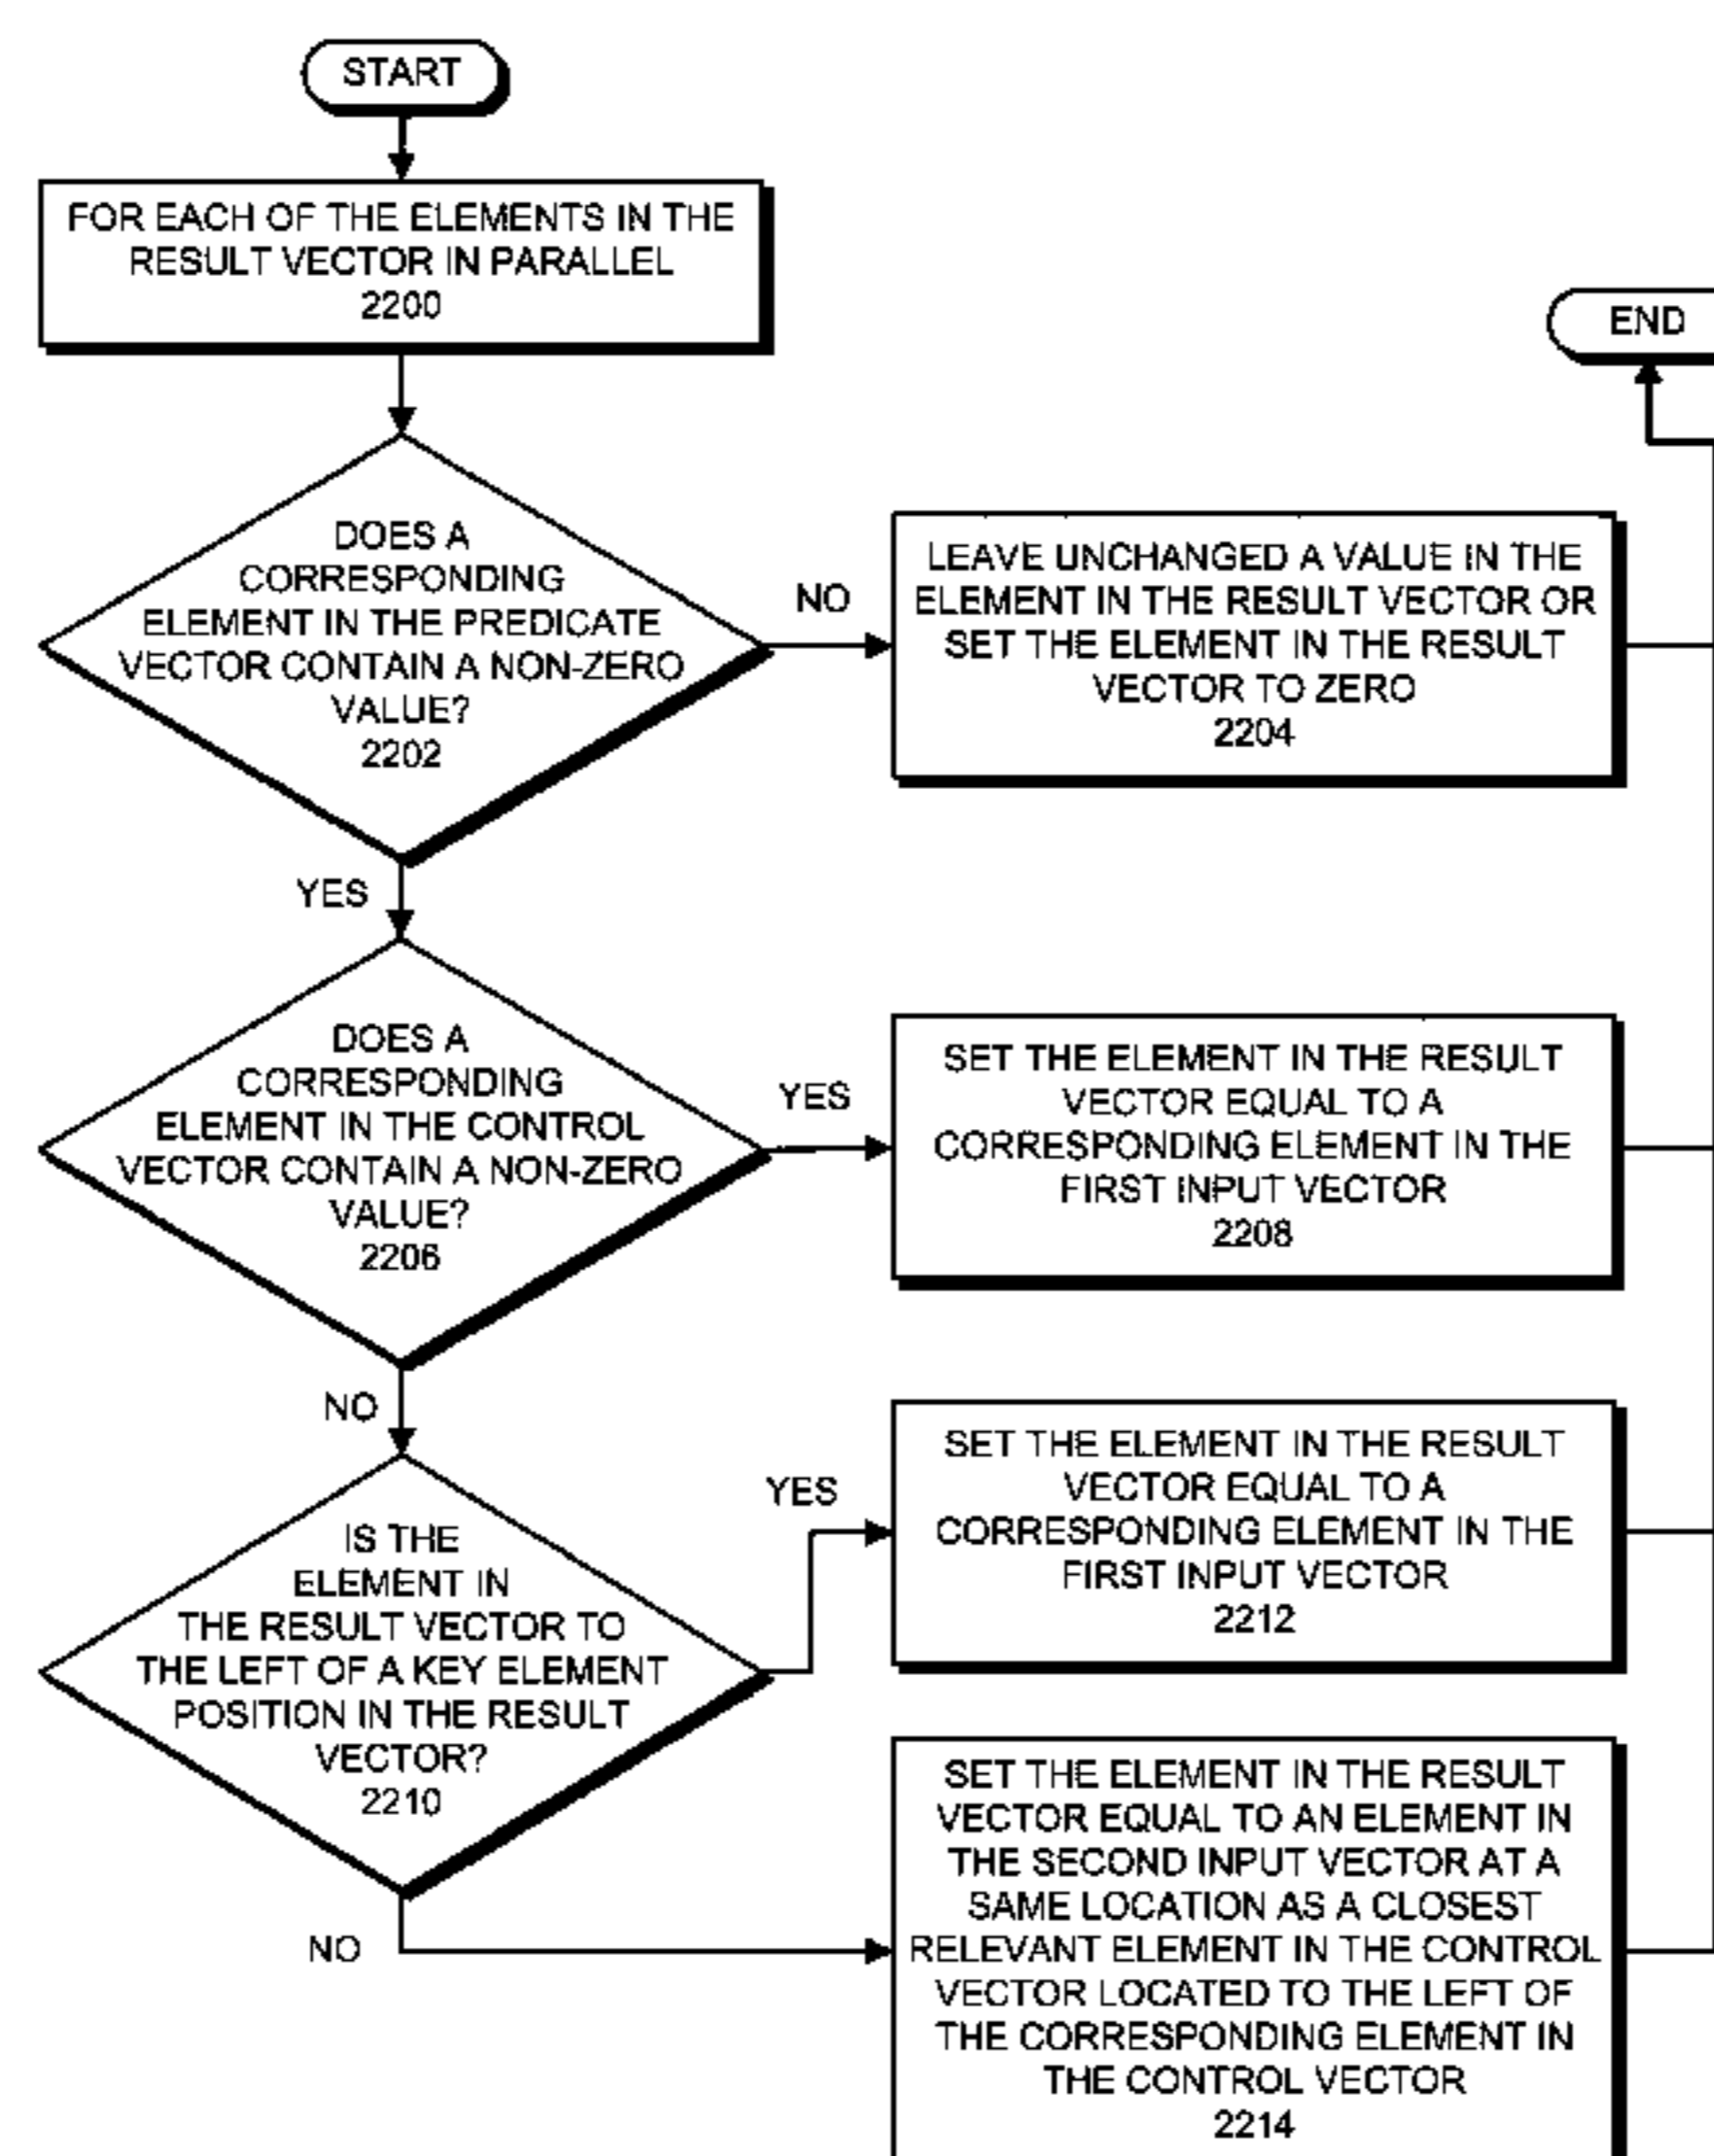 START
FOR EACH OF THE ELEMENTS IN THE
RESULT VECTOR IN PARALLEL
2200
END
DOES A
CORRESPONDING
ELEMENT IN THE PREDICATE
VECTOR CONTAIN A NON-ZERO
VALUE?
2202
NO
LEAVE UNCHANGED A VALUE IN THE
ELEMENT IN THE RESULT VECTOR OR
SET THE ELEMENT IN THE RESULT
VECTOR TO ZERO
2204
YES
DOES A
CORRESPONDING
ELEMENT IN THE CONTROL
VECTOR CONTAIN A NON-ZERO
VALUE?
2206
YES
SET THE ELEMENT IN THE RESULT
VECTOR EQUAL TO A
CORRESPONDING ELEMENT IN THE
FIRST INPUT VECTOR
2208
NO
IS THE
ELEMENT IN
THE RESULT VECTOR TO
THE LEFT OF A KEY ELEMENT
POSITION IN THE RESULT
VECTOR?
2210
YES
SET THE ELEMENT IN THE RESULT
VECTOR EQUAL TO A
CORRESPONDING ELEMENT IN THE
FIRST INPUT VECTOR
2212
NO
SET THE ELEMENT IN THE RESULT
VECTOR EQUAL TO AN ELEMENT IN
THE SECOND INPUT VECTOR AT A
SAME LOCATION AS A CLOSEST
RELEVANT ELEMENT IN THE CONTROL
VECTOR LOCATED TO THE LEFT OF
THE CORRESPONDING ELEMENT IN
THE CONTROL VECTOR
2214